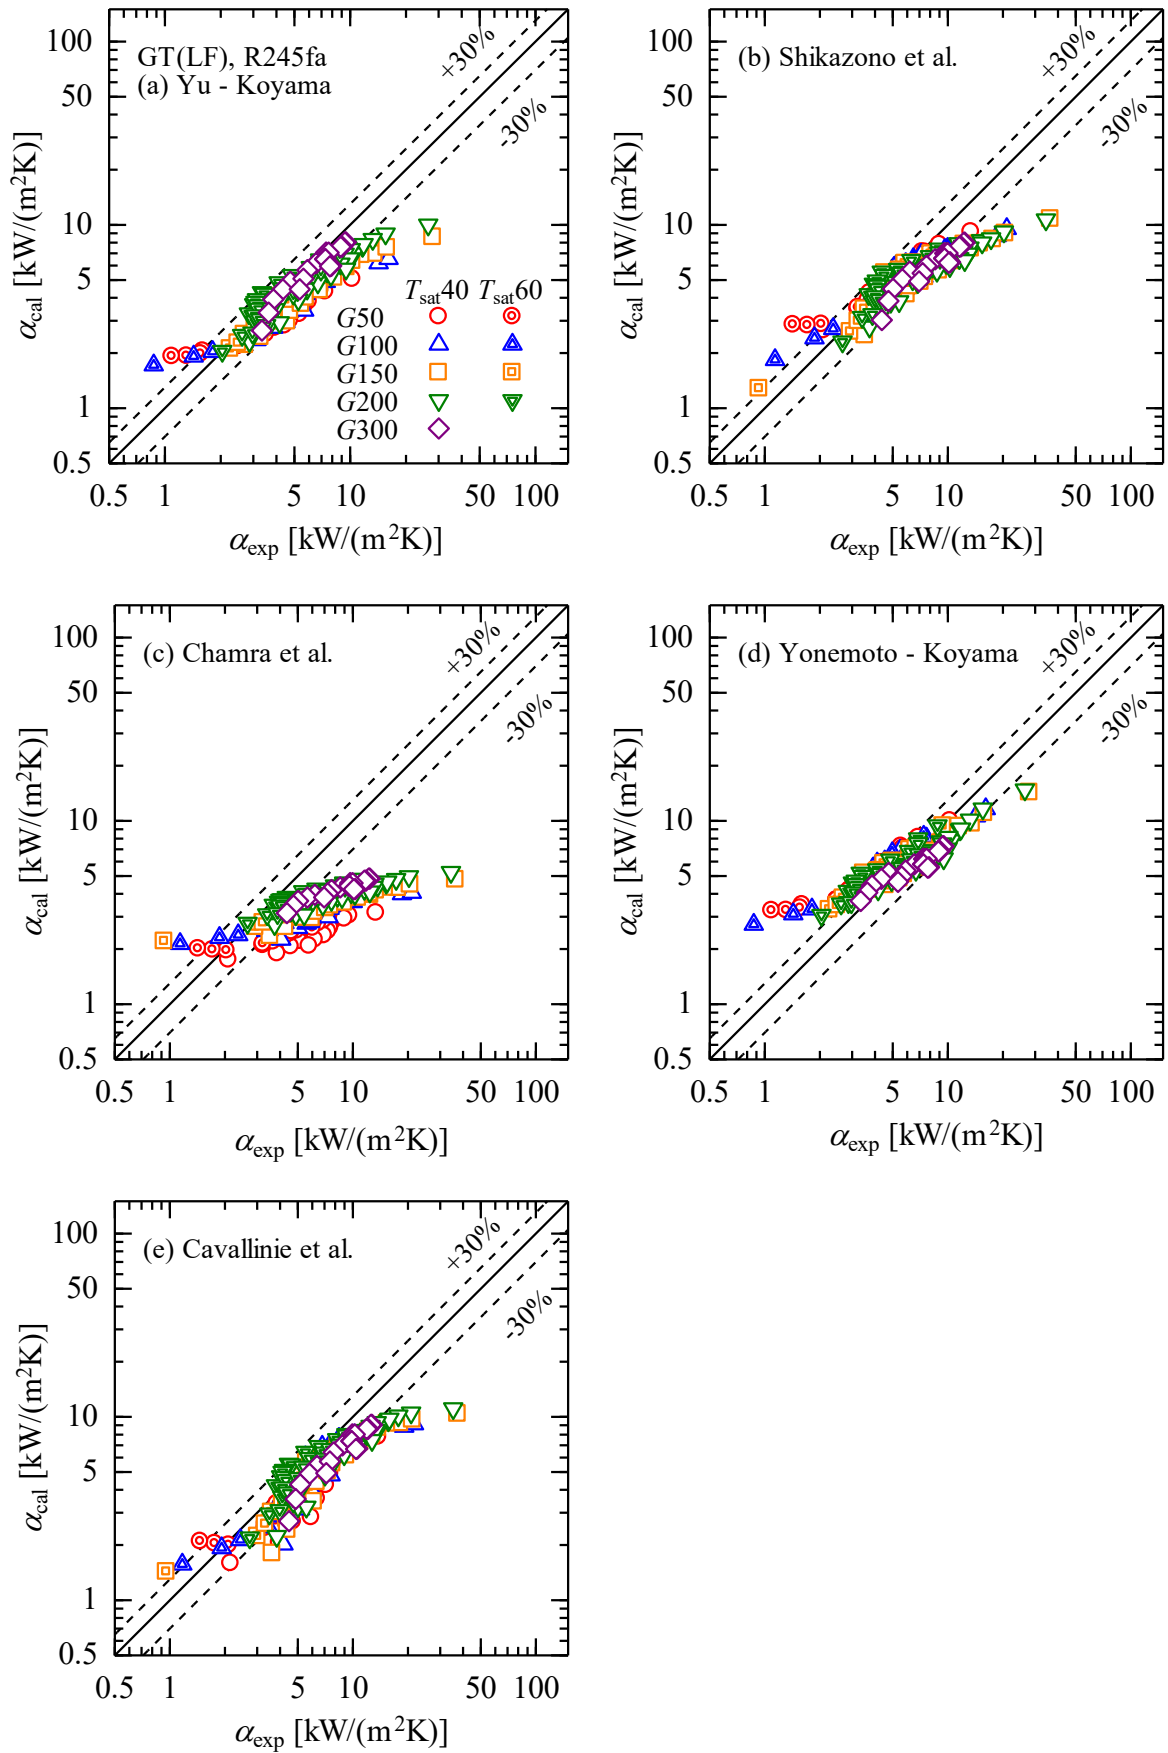 GT(LF), R245fa
(a) Yu - Koyama
+30%
-30%
100
50
10
5
1
0.5
α_cal [kW/(m²K)]
T_sat40 T_sat60
G50
G100
G150
G200
G300
0.5 1 5 10 50 100
α_exp [kW/(m²K)]
(b) Shikazono et al.
+30%
-30%
100
50
10
5
1
0.5
α_cal [kW/(m²K)]
0.5 1 5 10 50 100
α_exp [kW/(m²K)]
(c) Chamra et al.
+30%
-30%
100
50
10
5
1
0.5
α_cal [kW/(m²K)]
0.5 1 5 10 50 100
α_exp [kW/(m²K)]
(d) Yonemoto - Koyama
+30%
-30%
100
50
10
5
1
0.5
α_cal [kW/(m²K)]
0.5 1 5 10 50 100
α_exp [kW/(m²K)]
(e) Cavallinie et al.
+30%
-30%
100
50
10
5
1
0.5
α_cal [kW/(m²K)]
0.5 1 5 10 50 100
α_exp [kW/(m²K)]